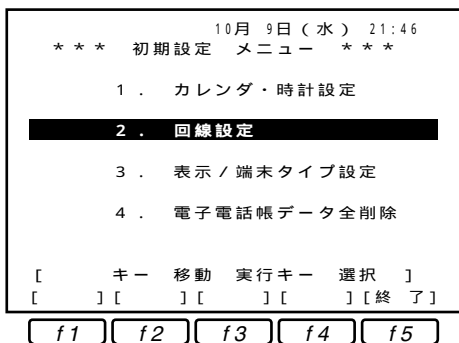 10月 9日(水) 21:46
*** 初期設定 メニュー ***
1. カレンダ・時計設定
2. 回線設定
3. 表示/端末タイプ設定
4. 電子電話帳データ全削除
[ キー 移動 実行キー 選択 ]
[ ][ ][ ][ ][終 了]
f1 f2 f3 f4 f5